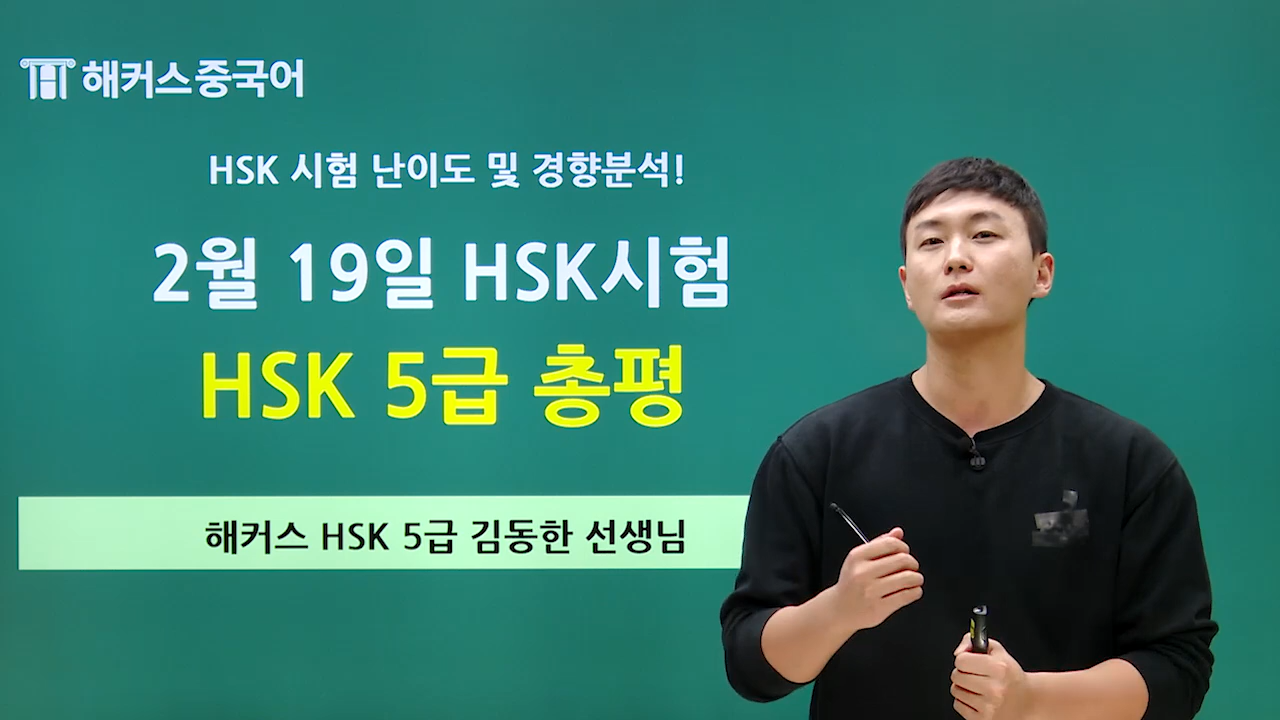 해커스중국어
HSK 시험 난이도 및 경향분석!
2월 19일 HSK시험
HSK 5급 총평
해커스 HSK 5급 김동한 선생님